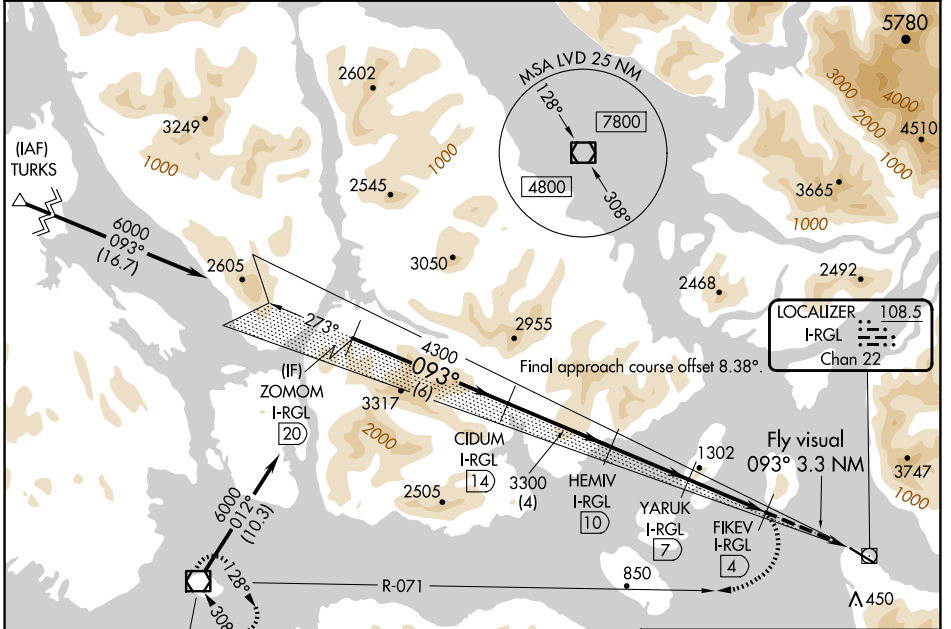 5780
MSA LVD 25 NM
128°
7800
4800
308°
2602
3249
1000
1000
2545
3000
4000
2000
1000
4510
3665
1000
(IAF)
TURKS
6000
093°
(16.7)
2605
3050
2468
2492
2955
LOCALIZER 108.5
I-RGL
Chan 22
273°
4300
093°
(6)
Final approach course offset 8.38°.
(IF)
ZOMOM
I-RGL
20
3317
2000
CIDUM
I-RGL
14
3300
(4)
HEMIV
I-RGL
10
1302
YARUK
I-RGL
7
Fly visual
093° 3.3 NM
FIKEV
I-RGL
4
3747
1000
2505
6000
012°
(10.3)
128°
308
R-071
850
450